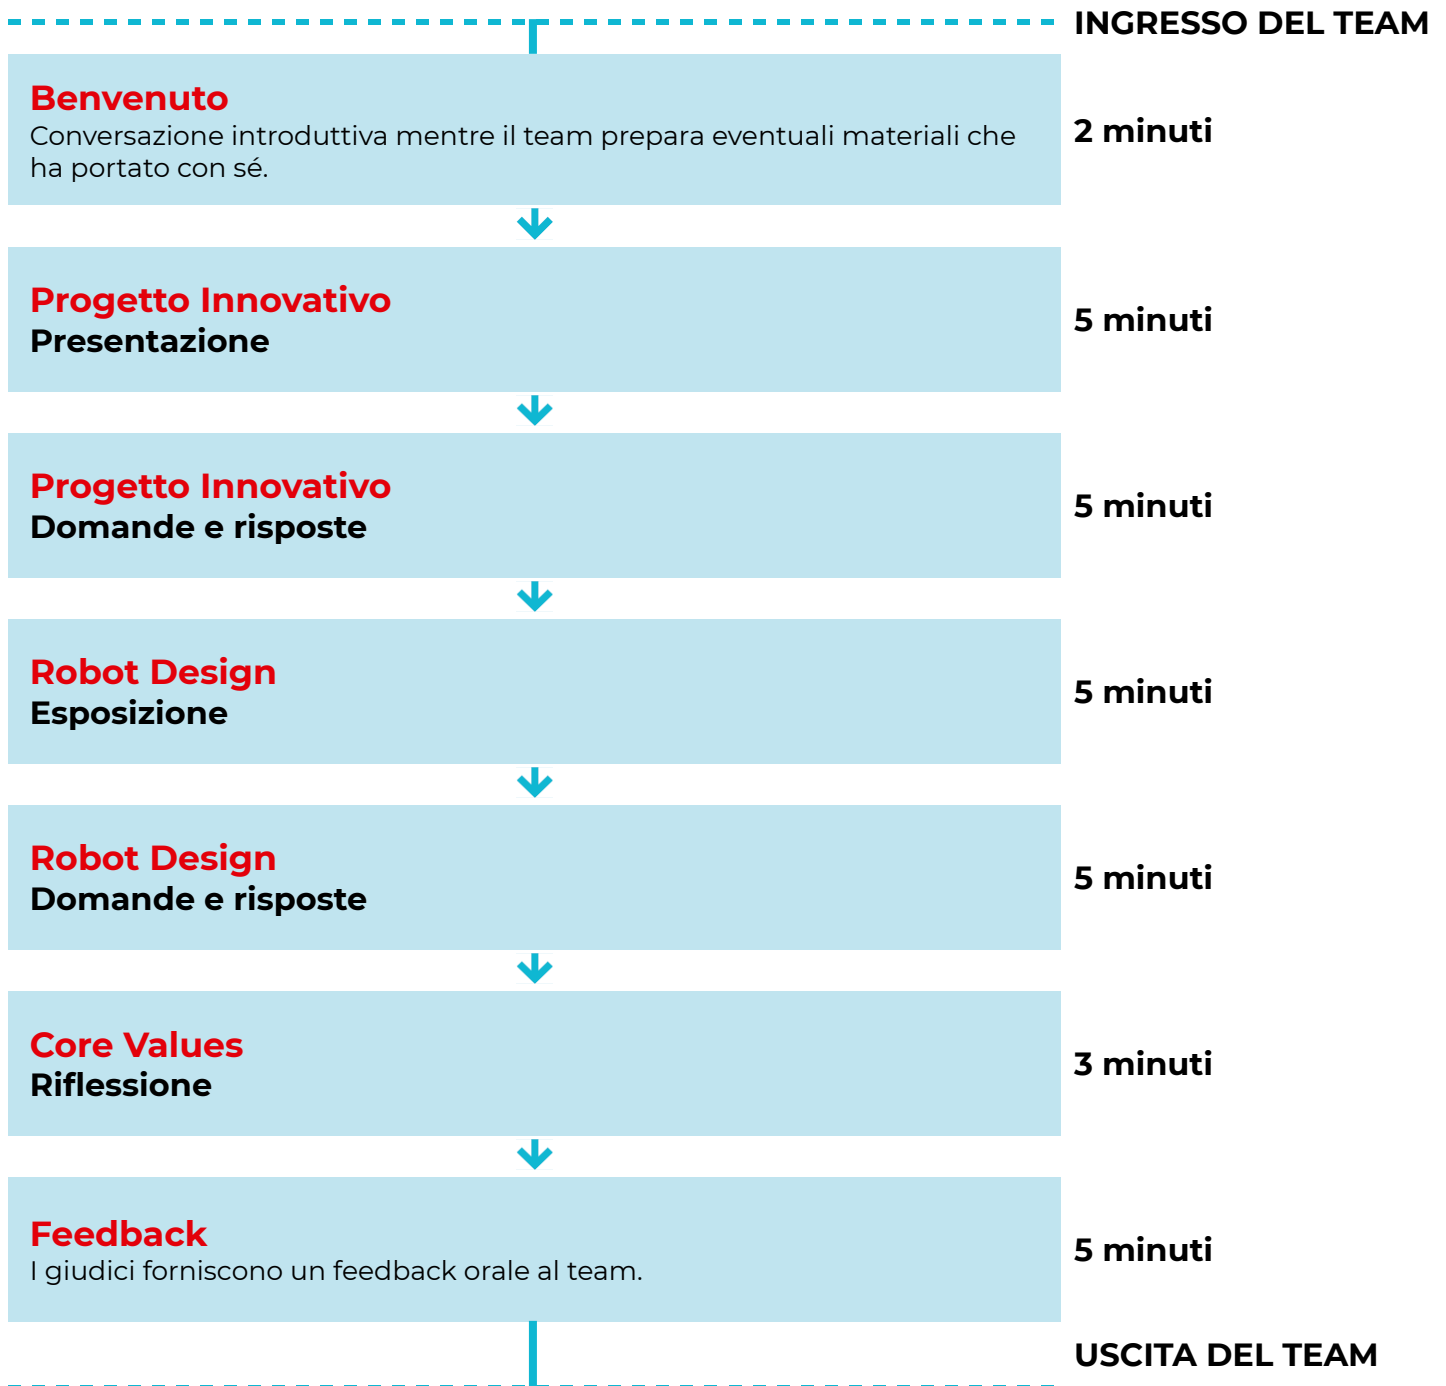 INGRESSO DEL TEAM
Benvenuto
Conversazione introduttiva mentre il team prepara eventuali materiali che
ha portato con sé.
2 minuti
Progetto Innovativo
Presentazione
5 minuti
Progetto Innovativo
Domande e risposte
5 minuti
Robot Design
Esposizione
5 minuti
Robot Design
Domande e risposte
5 minuti
Core Values
Riflessione
3 minuti
Feedback
I giudici forniscono un feedback orale al team.
5 minuti
USCITA DEL TEAM